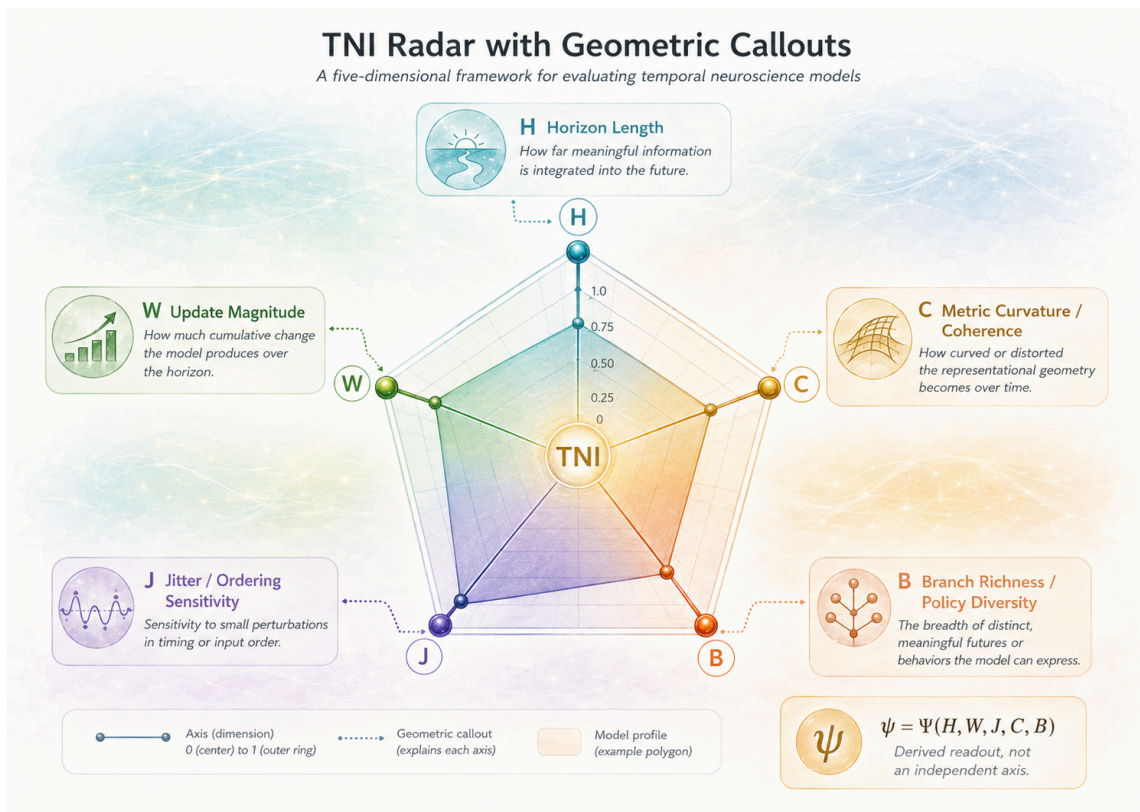 TNI Radar with Geometric Callouts
A five-dimensional framework for evaluating temporal neuroscience models
H Horizon Length
How far meaningful information
is integrated into the future.
H
W Update Magnitude
How much cumulative change
the model produces over
the horizon.
C Metric Curvature /
Coherence
How curved or distorted
the representational geometry
becomes over time.
1.0
0.75
0.50
0.25
0
W
C
TNI
J Jitter / Ordering
Sensitivity
Sensitivity to small perturbations
in timing or input order.
B Branch Richness /
Policy Diversity
The breadth of distinct,
meaningful futures or
behaviors the model can express.
J
B
Axis (dimension)
0 (center) to 1 (outer ring)
Geometric callout
(explains each axis)
Model profile
(example polygon)
ψ
ψ = Ψ(H, W, J, C, B)
Derived readout, not
an independent axis.